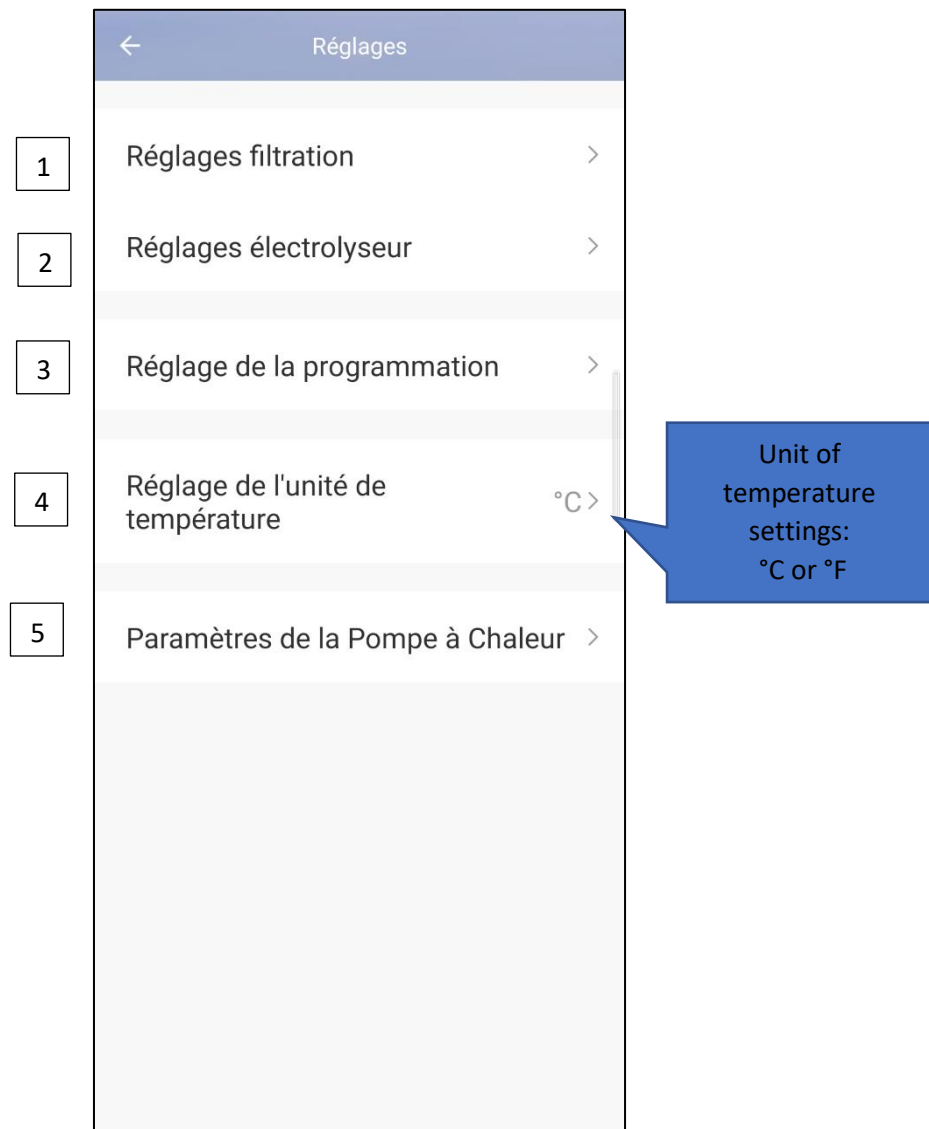 Réglages
1
Réglages filtration
2
Réglages électrolyseur
3
Réglage de la programmation
4
Réglage de l'unité de
température
°C
Unit of
temperature
settings:
°C or °F
5
Paramètres de la Pompe à Chaleur